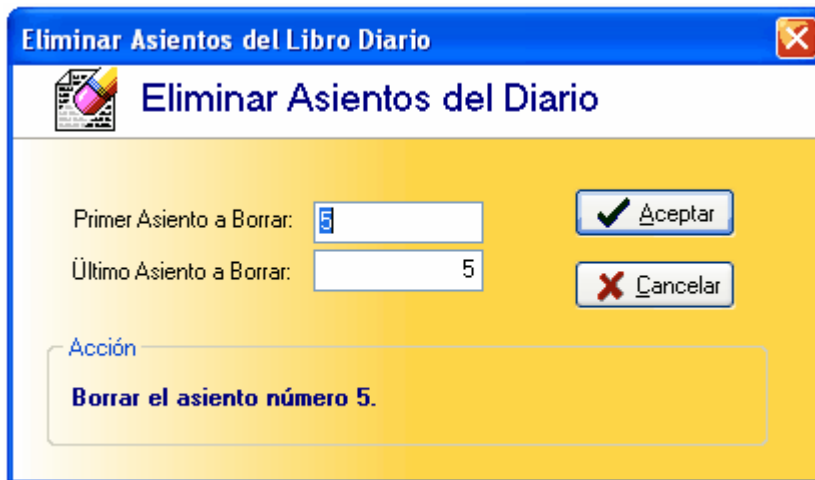 Eliminar Asientos del Libro Diario
Eliminar Asientos del Diario
Primer Asiento a Borrar: 5
Aceptar
Último Asiento a Borrar: 5
Cancelar
Acción
Borrar el asiento número 5.